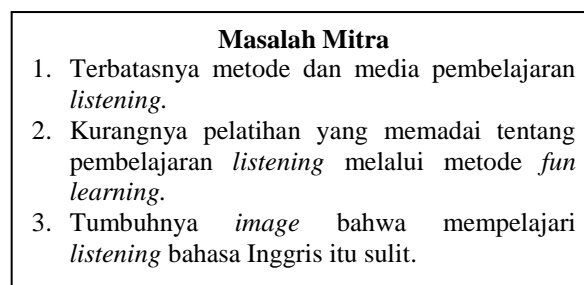 Masalah Mitra
1. Terbatasnya metode dan media pembelajaran
listening.
2. Kurangnya pelatihan yang memadai tentang
pembelajaran listening melalui metode fun
learning.
3. Tumbuhnya image bahwa mempelajari
listening bahasa Inggris itu sulit.